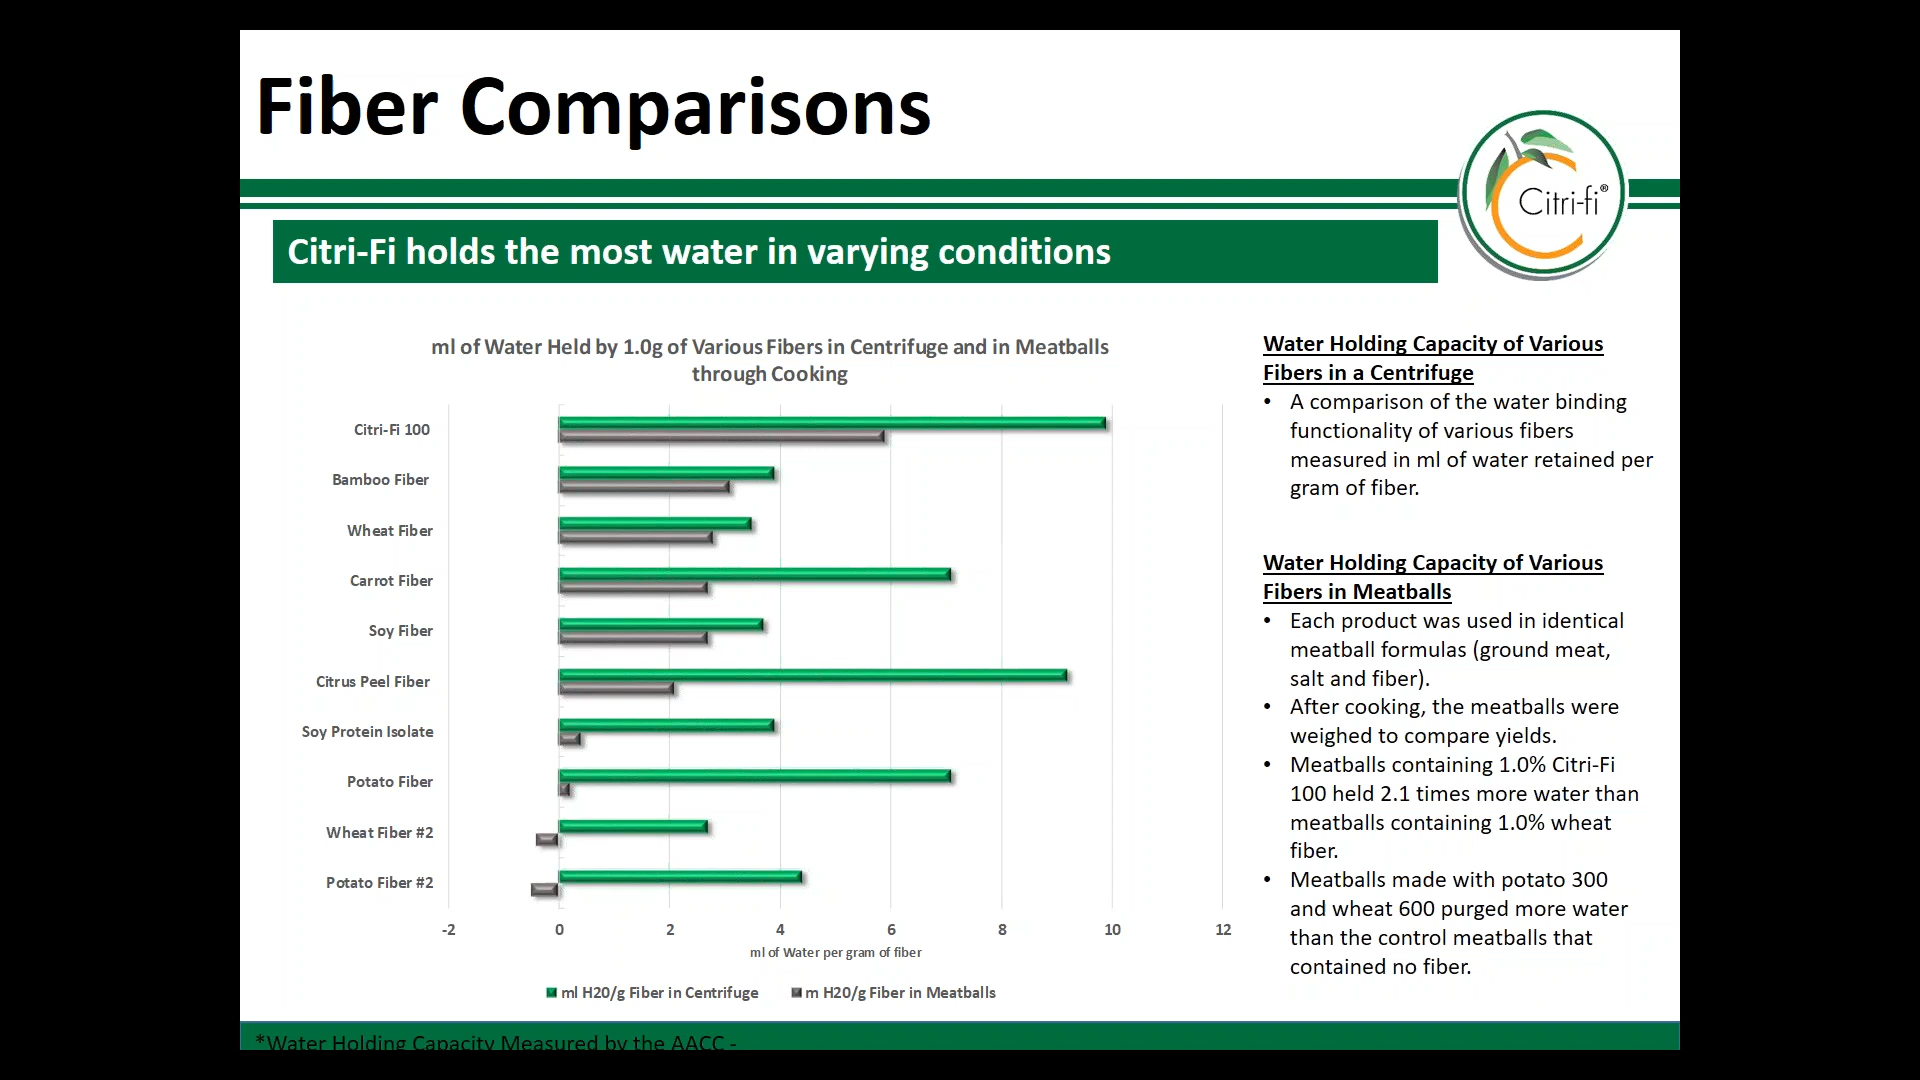 Fiber Comparisons
Citri-fi®
Citri-Fi holds the most water in varying conditions
ml of Water Held by 1.0g of Various Fibers in Centrifuge and in Meatballs
through Cooking
Citri-Fi 100
Bamboo Fiber
Wheat Fiber
Carrot Fiber
Soy Fiber
Citrus Peel Fiber
Soy Protein Isolate
Potato Fiber
Wheat Fiber #2
Potato Fiber #2
-2 0 2 4 6 8 10 12
ml of Water per gram of fiber
ml H20/g Fiber in Centrifuge m H20/g Fiber in Meatballs
Water Holding Capacity of Various
Fibers in a Centrifuge
• A comparison of the water binding
functionality of various fibers
measured in ml of water retained per
gram of fiber.
Water Holding Capacity of Various
Fibers in Meatballs
• Each product was used in identical
meatball formulas (ground meat,
salt and fiber).
• After cooking, the meatballs were
weighed to compare yields.
• Meatballs containing 1.0% Citri-Fi
100 held 2.1 times more water than
meatballs containing 1.0% wheat
fiber.
• Meatballs made with potato 300
and wheat 600 purged more water
than the control meatballs that
contained no fiber.
*Water Holding Capacity Measured by the AACC -